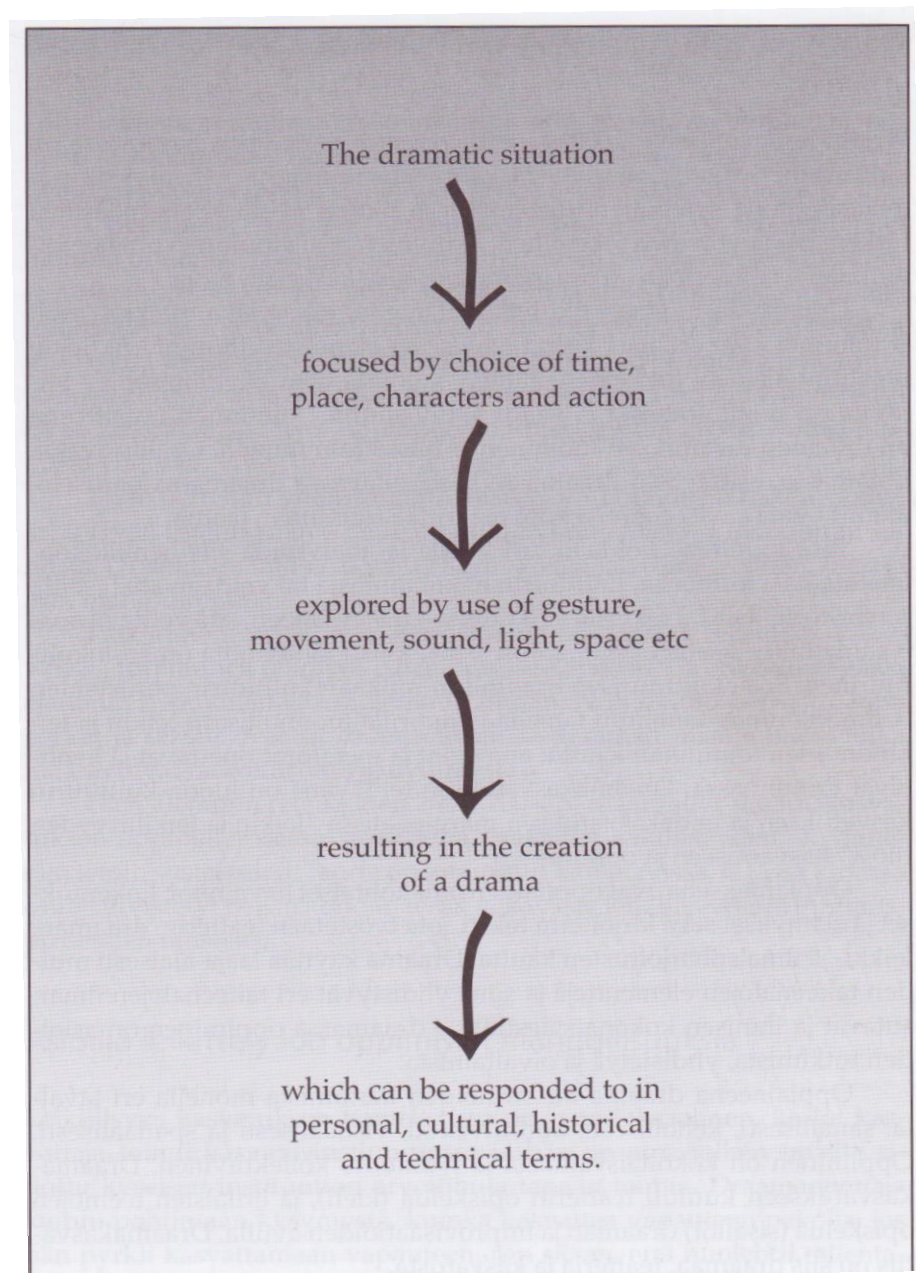 The dramatic situation
focused by choice of time,
place, characters and action
explored by use of gesture,
movement, sound, light, space etc
resulting in the creation
of a drama
which can be responded to in
personal, cultural, historical
and technical terms.